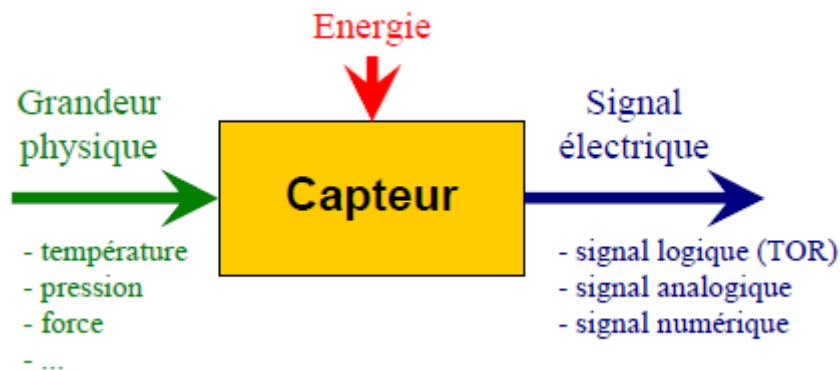 Energie
Grandeur
physique
Signal
électrique
Capteur
- température
- pression
- force
- ...
- signal logique (TOR)
- signal analogique
- signal numérique